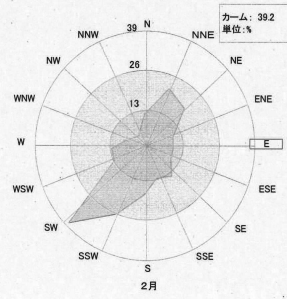 カーム: 39.2
単位:%
N
39
NNW
NNE
NW
26
NE
WNW
13
ENE
W
E
WSW
ESE
SW
SE
SSW
SSE
S
2月